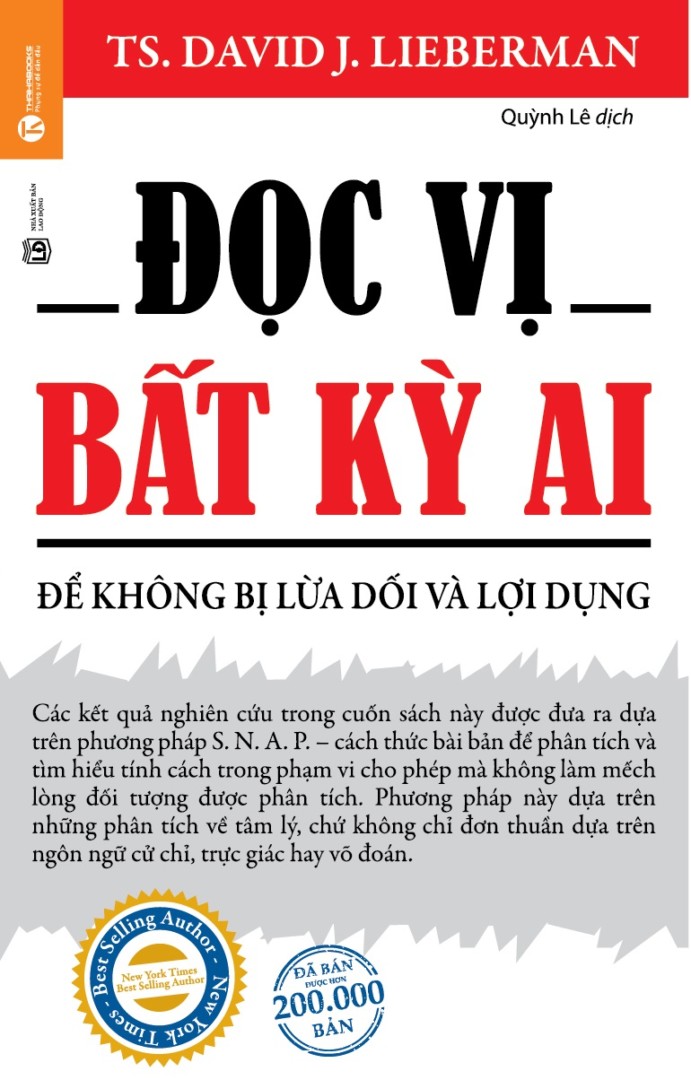 TS. DAVID J. LIEBERMAN
THAIHABOOKS
Phụng sự để dẫn đầu
Quỳnh Lê dịch
NHÀ XUẤT BẢN
LAO ĐỘNG
LĐ
ĐỌC VỊ
BẤT KỲ AI
ĐỂ KHÔNG BỊ LỪA DỐI VÀ LỢI DỤNG
Các kết quả nghiên cứu trong cuốn sách này được đưa ra dựa
trên phương pháp S. N. A. P. – cách thức bài bản để phân tích và
tìm hiểu tính cách trong phạm vi cho phép mà không làm mếch
lòng đối tượng được phân tích. Phương pháp này dựa trên
những phân tích về tâm lý, chứ không chỉ đơn thuần dựa trên
ngôn ngữ cử chỉ, trực giác hay võ đoán.
Best Selling Author - New York Times -
New York Times
Best Selling Author
ĐÃ BÁN
ĐƯỢC HƠN
200.000
BẢN